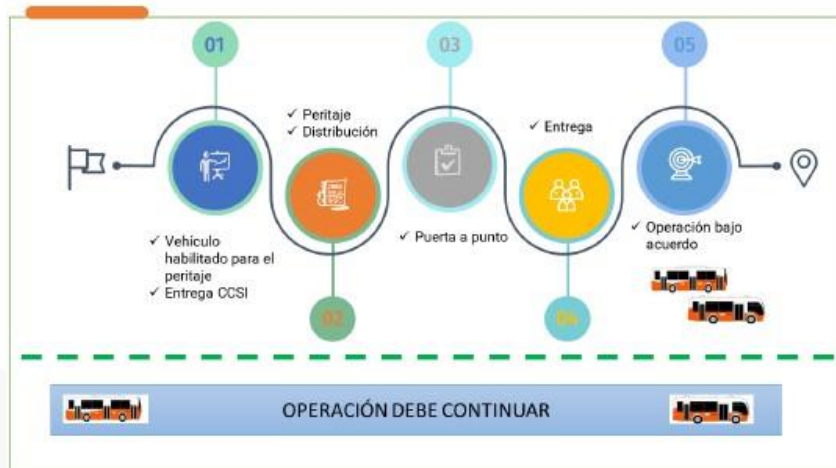 01
03
05
✓ Peritaje
✓ Distribución
✓ Entrega
✓ Vehículo
habilitado para el
peritaje
✓ Entrega CCSI
✓ Puerta a punto
✓ Operación bajo
acuerdo
02
04
OPERACIÓN DEBE CONTINUAR